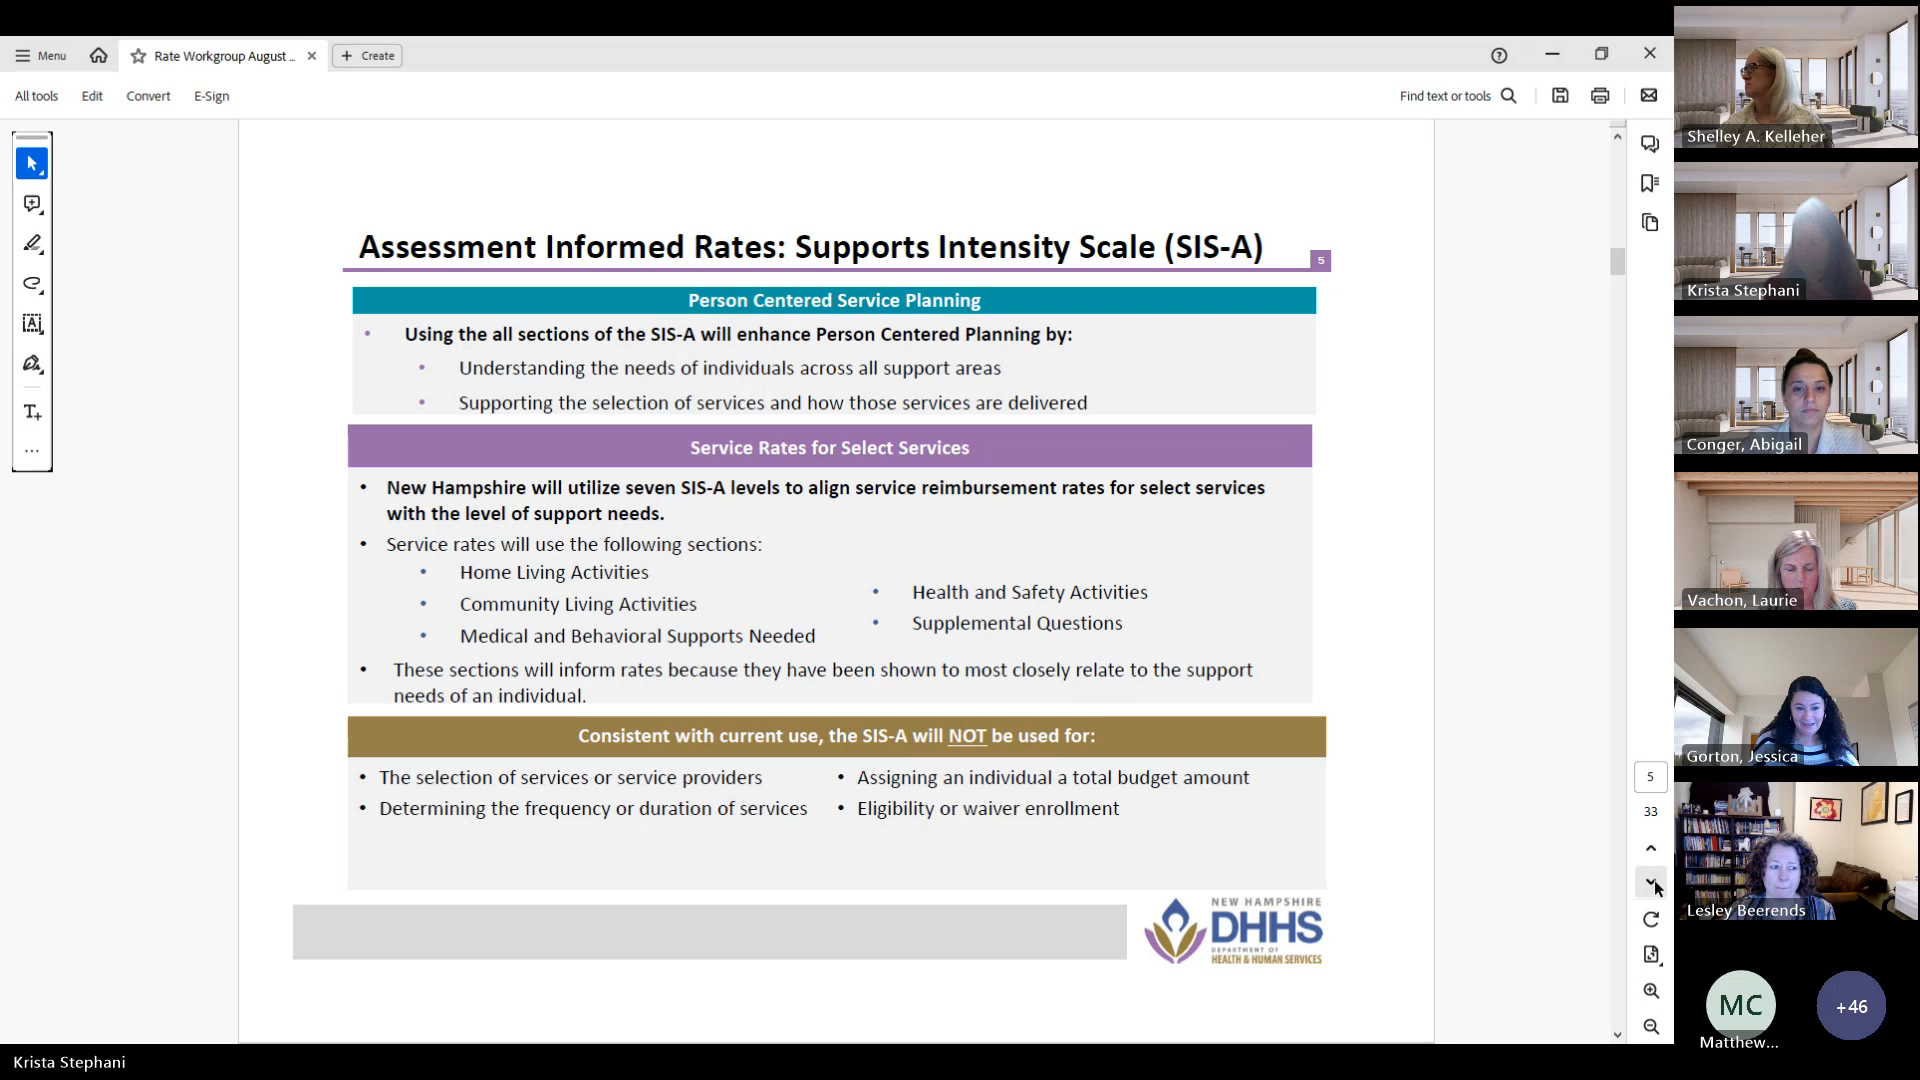 Menu
Rate Workgroup August ...
Create
All tools
Edit
Convert
E-Sign
Find text or tools
Assessment Informed Rates: Supports Intensity Scale (SIS-A)
5
Person Centered Service Planning
• Using the all sections of the SIS-A will enhance Person Centered Planning by:
• Understanding the needs of individuals across all support areas
• Supporting the selection of services and how those services are delivered
Service Rates for Select Services
• New Hampshire will utilize seven SIS-A levels to align service reimbursement rates for select services
with the level of support needs.
• Service rates will use the following sections:
• Home Living Activities
• Community Living Activities
• Medical and Behavioral Supports Needed
• Health and Safety Activities
• Supplemental Questions
• These sections will inform rates because they have been shown to most closely relate to the support
needs of an individual.
Consistent with current use, the SIS-A will NOT be used for:
• The selection of services or service providers
• Determining the frequency or duration of services
• Assigning an individual a total budget amount
• Eligibility or waiver enrollment
NEW HAMPSHIRE
DHHS
DEPARTMENT OF
HEALTH & HUMAN SERVICES
5
33
Shelley A. Kelleher
Krista Stephani
Conger, Abigail
Vachon, Laurie
Gorton, Jessica
Lesley Beerends
MC
Matthew...
+46
Krista Stephani